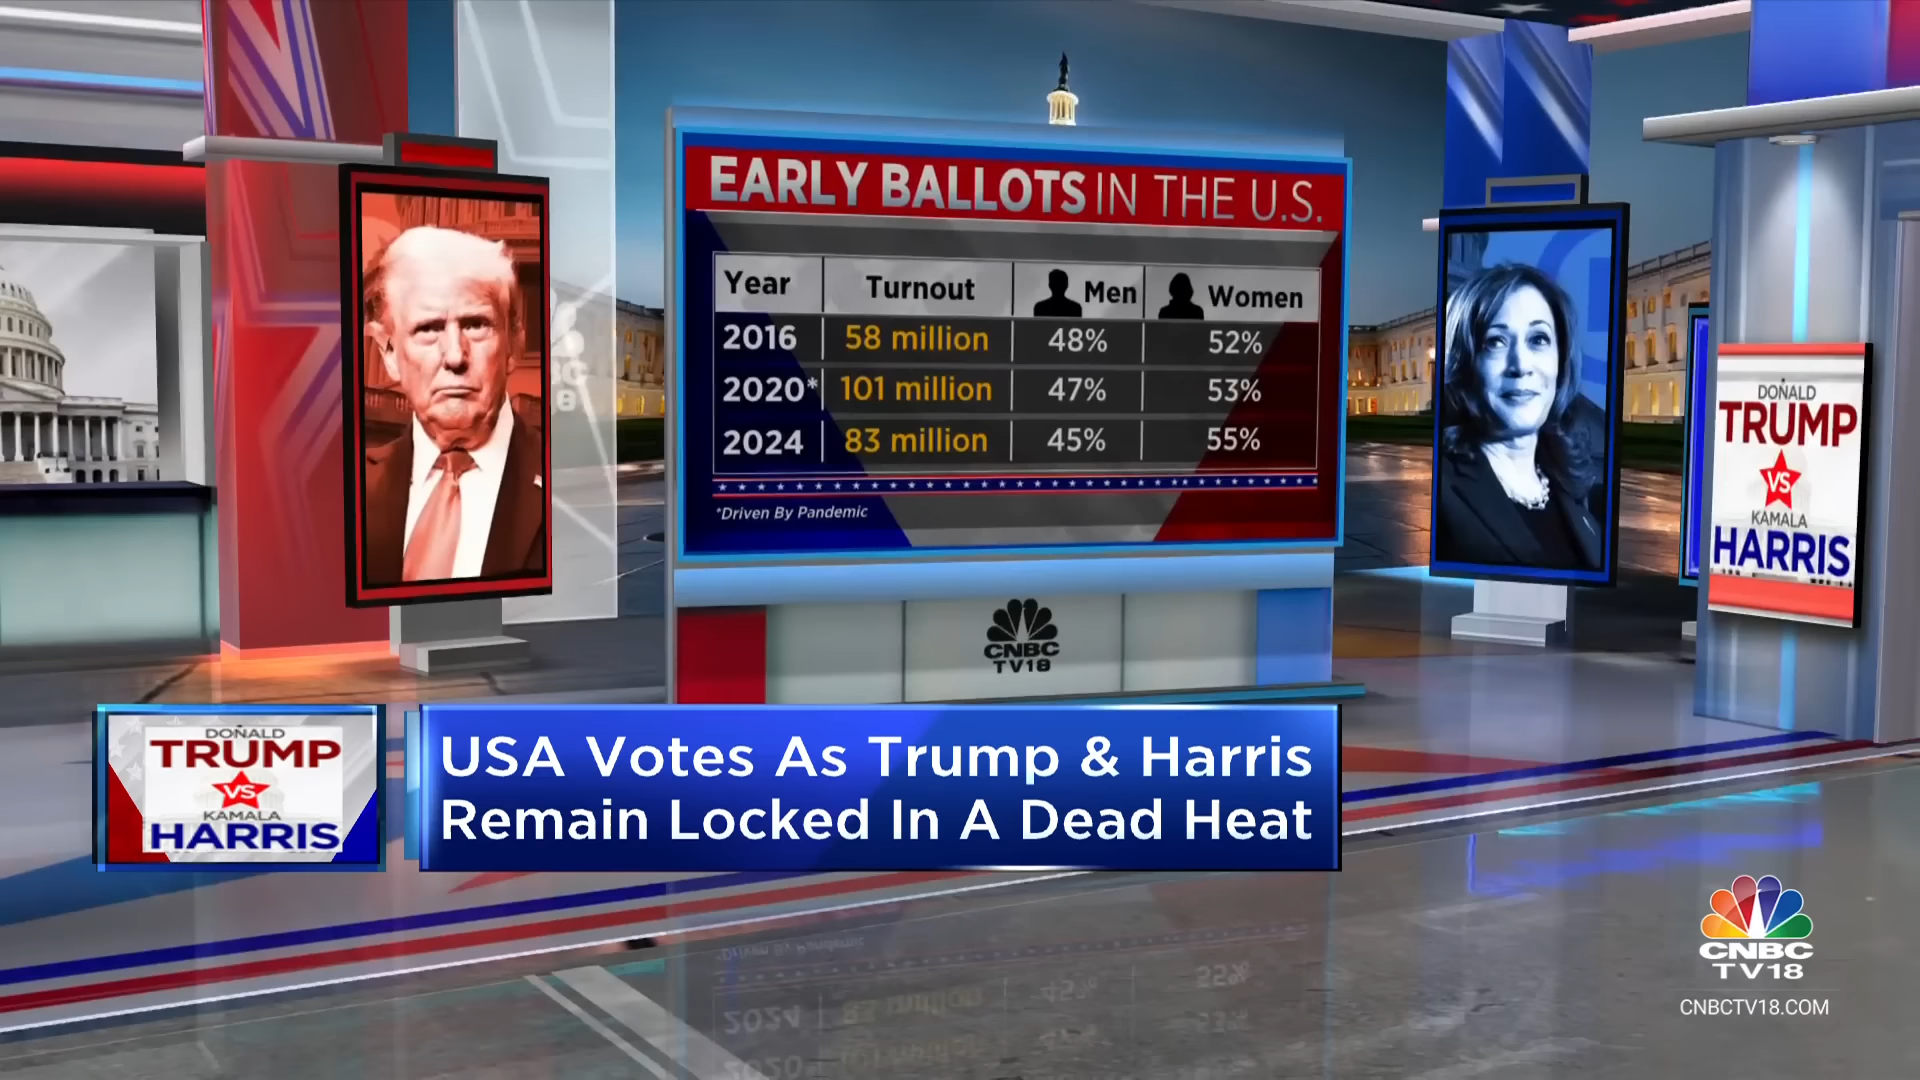 EARLY BALLOTS IN THE U.S.
Year Turnout Men Women
2016 58 million 48% 52%
2020* 101 million 47% 53%
2024 83 million 45% 55%
*Driven By Pandemic
DONALD
TRUMP
VS
KAMALA
HARRIS
CNBC
TV18
DONALD
TRUMP
VS
KAMALA
HARRIS
USA Votes As Trump & Harris
Remain Locked In A Dead Heat
CNBC
TV18
CNBCTV18.COM